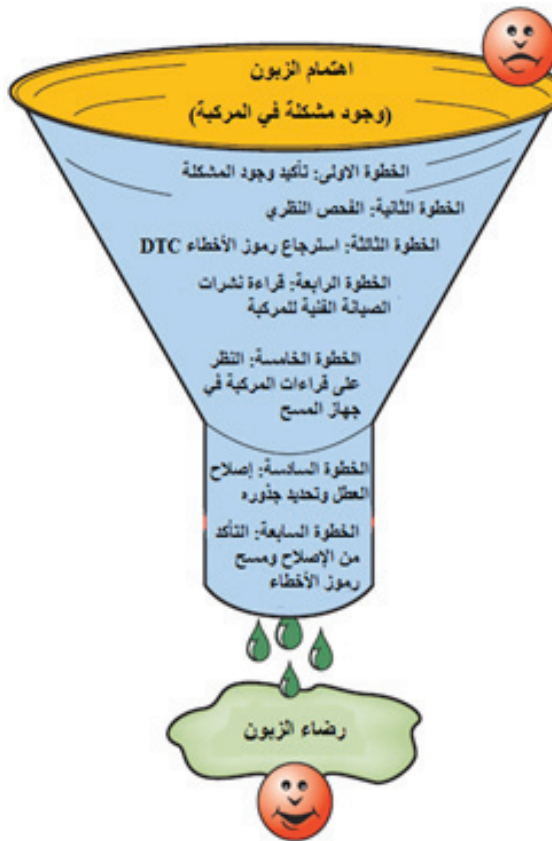 اهتمام الزبون
(وجود مشكلة في المركبة)
الخطوة الاولى: تأكيد وجود المشكلة
الخطوة الثانية: الفحص النظري
الخطوة الثالثة: استرجاع رموز الأخطاء DTC
الخطوة الرابعة: قراءة نشرات
الصيانة الفنية للمركبة
الخطوة الخامسة: النظر
على قراءات المركبة في
جهاز المسح
الخطوة السادسة: إصلاح
العطل وتحديد جذوره
الخطوة السابعة: التأكد
من الإصلاح ومسح
رموز الأخطاء
رضاء الزبون